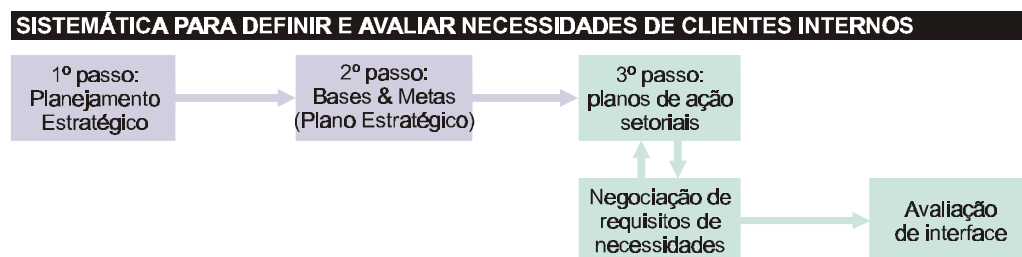 SISTEMÁTICA PARA DEFINIR E AVALIAR NECESSIDADES DE CLIENTES INTERNOS
1º passo:
Planejamento
Estratégico
2º passo:
Bases & Metas
(Plano Estratégico)
3º passo:
planos de ação
setoriais
Negociação de
requisitos de
necessidades
Avaliação
de interface